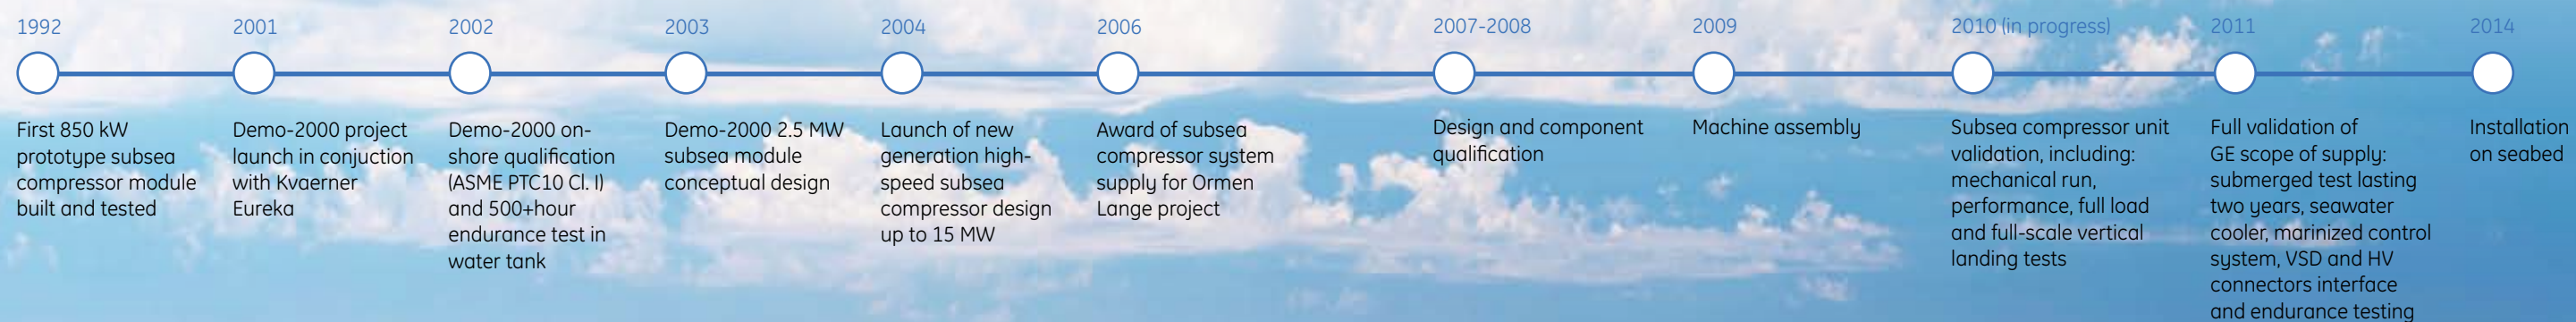 1992
First 850 kW
prototype subsea
compressor module
built and tested
2001
Demo-2000 project
launch in conjuction
with Kvaerner
Eureka
2002
Demo-2000 on-
shore qualification
(ASME PTC10 Cl. I)
and 500+hour
endurance test in
water tank
2003
Demo-2000 2.5 MW
subsea module
conceptual design
2004
Launch of new
generation high-
speed subsea
compressor design
up to 15 MW
2006
Award of subsea
compressor system
supply for Ormen
Lange project
2007-2008
Design and component
qualification
2009
Machine assembly
2010 (in progress)
Subsea compressor unit
validation, including:
mechanical run,
performance, full load
and full-scale vertical
landing tests
2011
Full validation of
GE scope of supply:
submerged test lasting
two years, seawater
cooler, marinized control
system, VSD and HV
connectors interface
and endurance testing
2014
Installation
on seabed